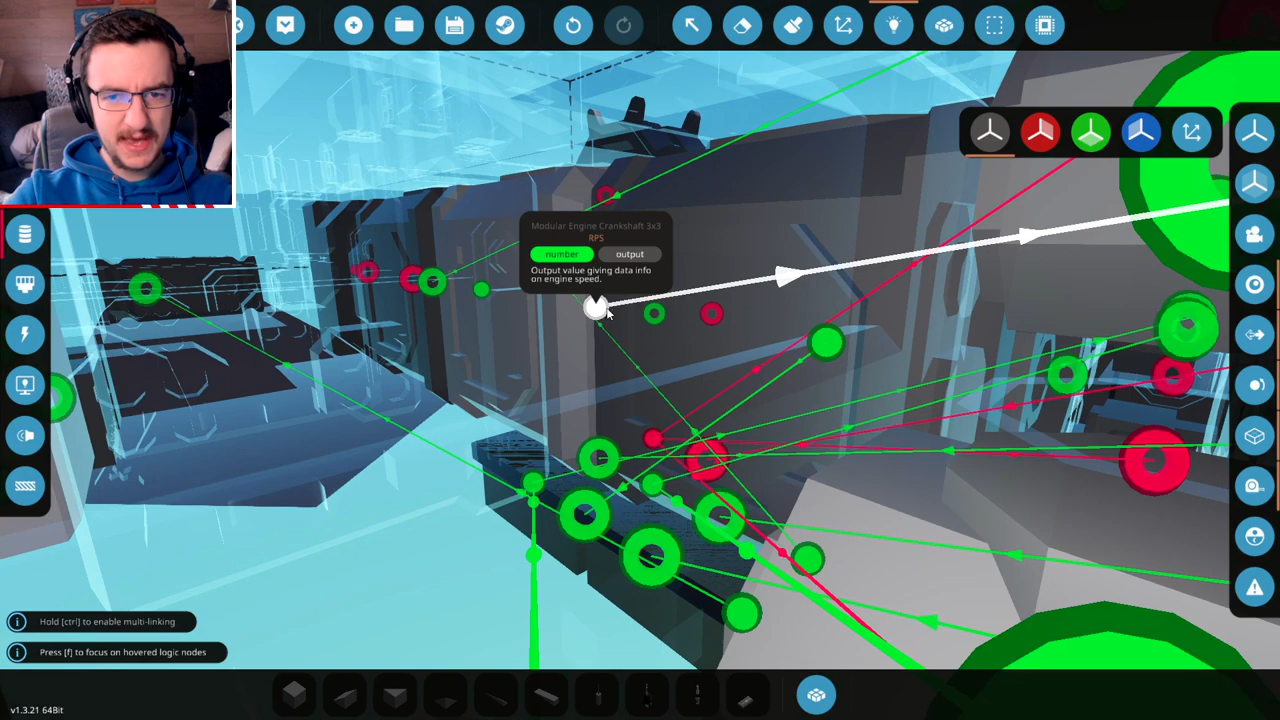 Modular Engine Crankshaft 3x3
RPS
number output
Output value giving data info
on engine speed.
Hold [ctrl] to enable multi-linking
Press [f] to focus on hovered logic nodes
v1.3.21 64Bit